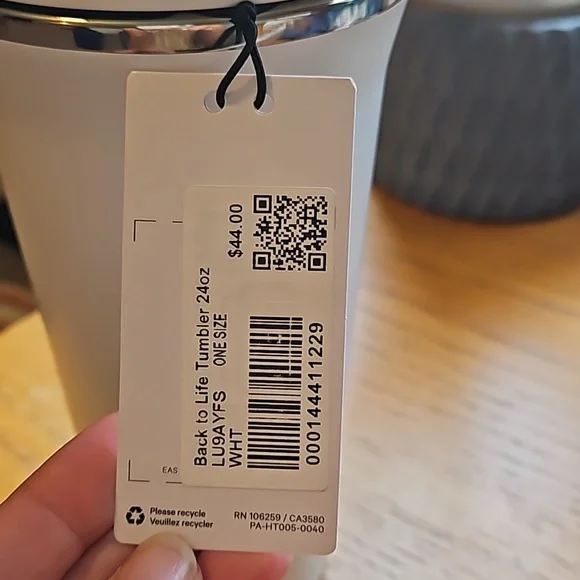 $44.00
Back to Life Tumbler 24oz
LU9AYFS ONE SIZE
WHT
000144411229
EAS
Please recycle
Veuillez recycler
RN 106259 / CA3580
PA-HT005-0040